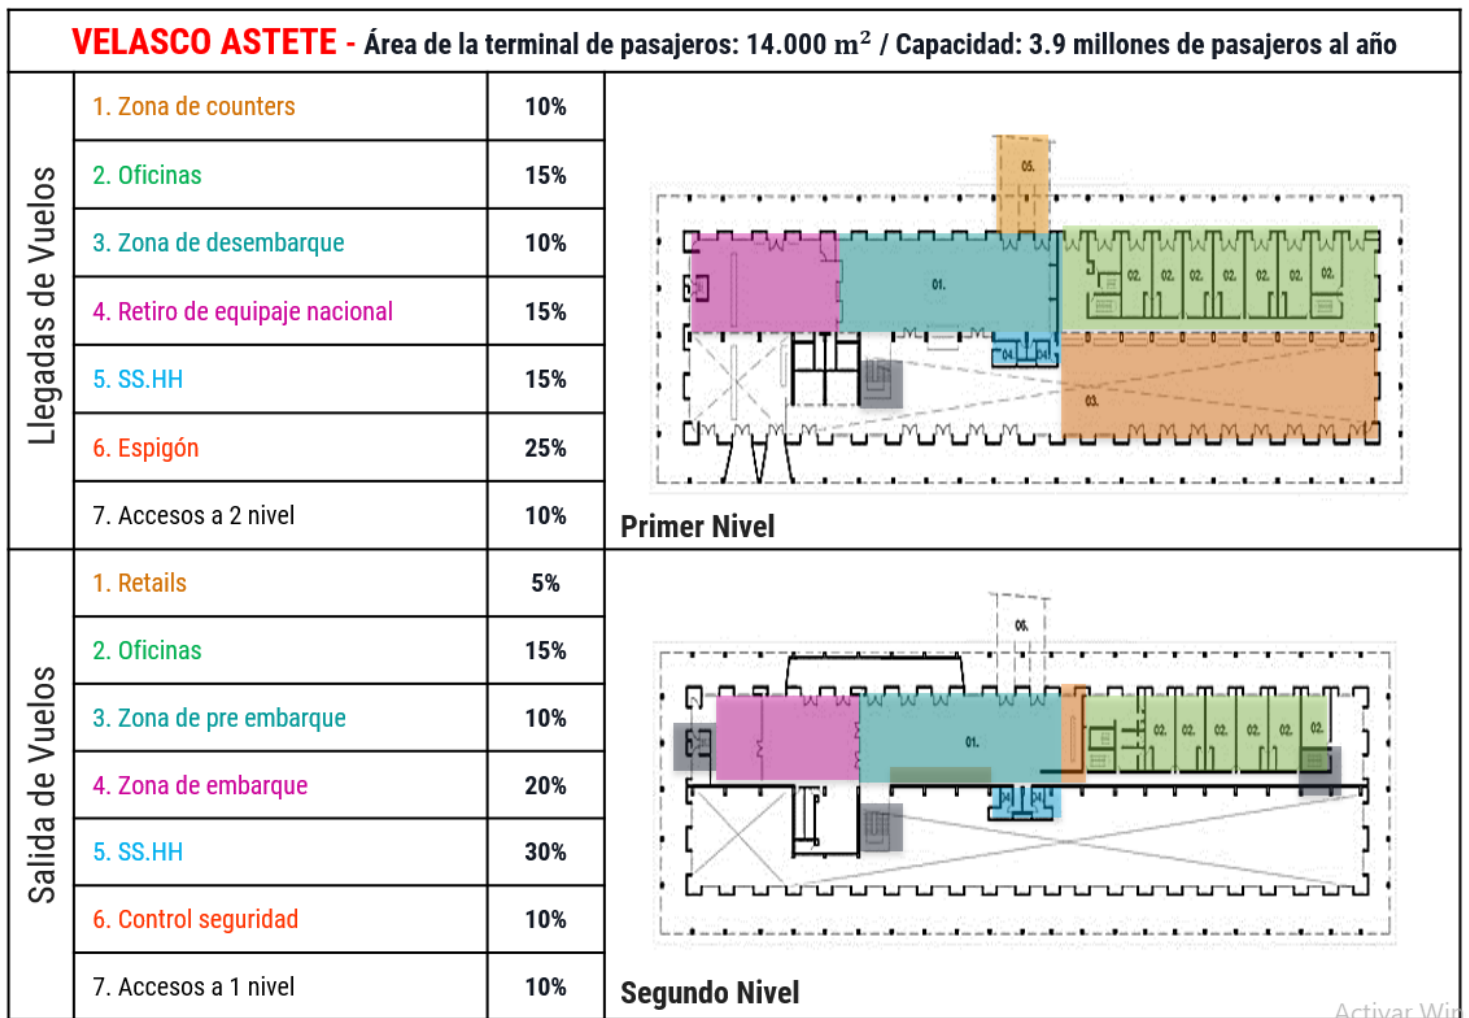 VELASCO ASTETE - Área de la terminal de pasajeros: 14.000 m² / Capacidad: 3.9 millones de pasajeros al año
Llegadas de Vuelos
1. Zona de counters 10%
2. Oficinas 15%
3. Zona de desembarque 10%
4. Retiro de equipaje nacional 15%
5. SS.HH 15%
6. Espigón 25%
7. Accesos a 2 nivel 10%
05.
01.
02. 02. 02. 02. 02. 02. 02.
04. 04.
03.
Primer Nivel
Salida de Vuelos
1. Retails 5%
2. Oficinas 15%
3. Zona de pre embarque 10%
4. Zona de embarque 20%
5. SS.HH 30%
6. Control seguridad 10%
7. Accesos a 1 nivel 10%
06.
01.
02. 02. 02. 02. 02. 02.
04. 04.
Segundo Nivel
Activar Win